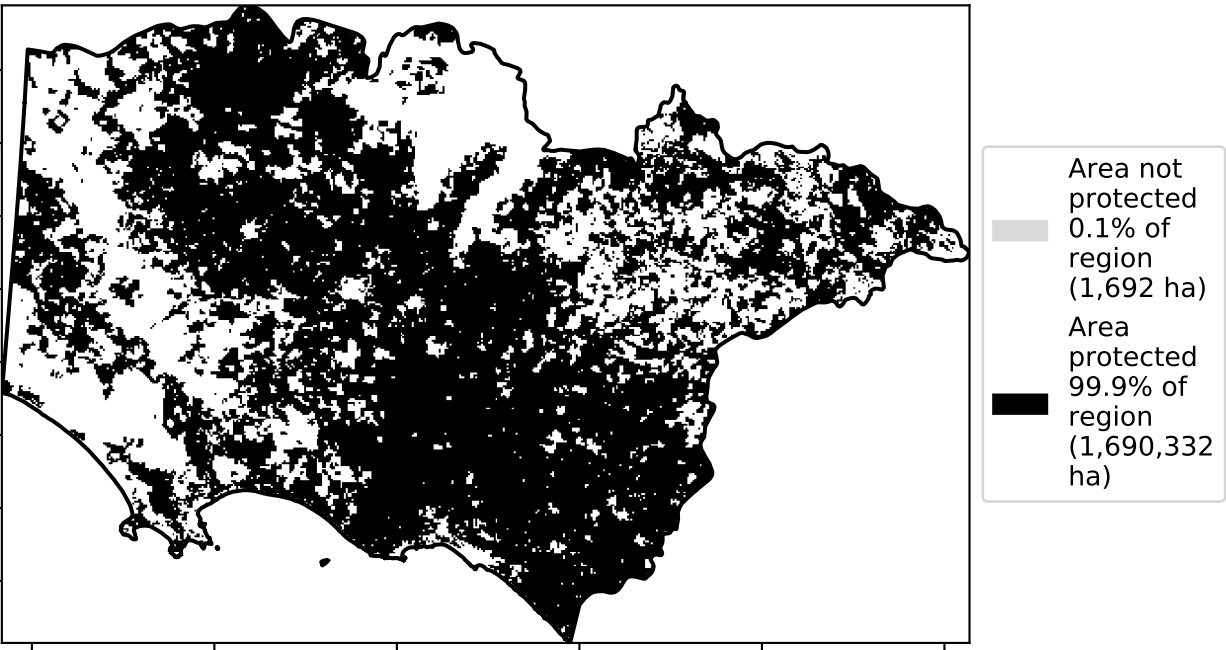 Area not
protected
0.1% of
region
(1,692 ha)
Area
protected
99.9% of
region
(1,690,332
ha)